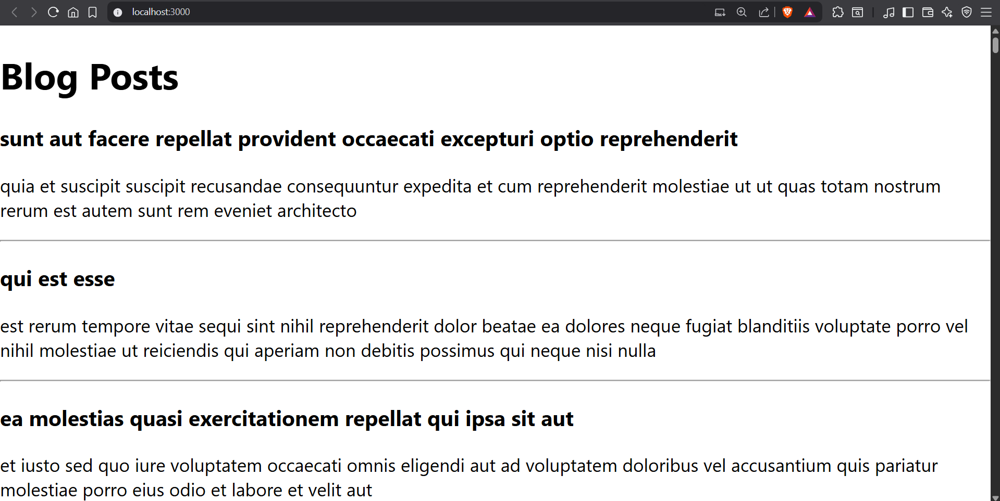 localhost:3000
Blog Posts
sunt aut facere repellat provident occaecati excepturi optio reprehenderit
quia et suscipit suscipit recusandae consequuntur expedita et cum reprehenderit molestiae ut ut quas totam nostrum
rerum est autem sunt rem eveniet architecto
qui est esse
est rerum tempore vitae sequi sint nihil reprehenderit dolor beatae ea dolores neque fugiat blanditiis voluptate porro vel
nihil molestiae ut reiciendis qui aperiam non debitis possimus qui neque nisi nulla
ea molestias quasi exercitationem repellat qui ipsa sit aut
et iusto sed quo iure voluptatem occaecati omnis eligendi aut ad voluptatem doloribus vel accusantium quis pariatur
molestiae porro eius odio et labore et velit aut